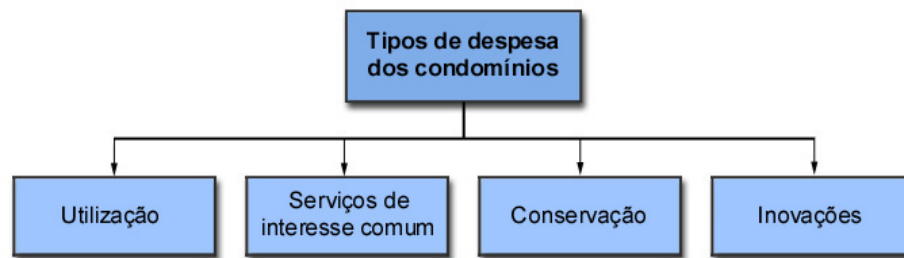 Tipos de despesa
dos condomínios
Utilização
Serviços de
interesse comum
Conservação
Inovações